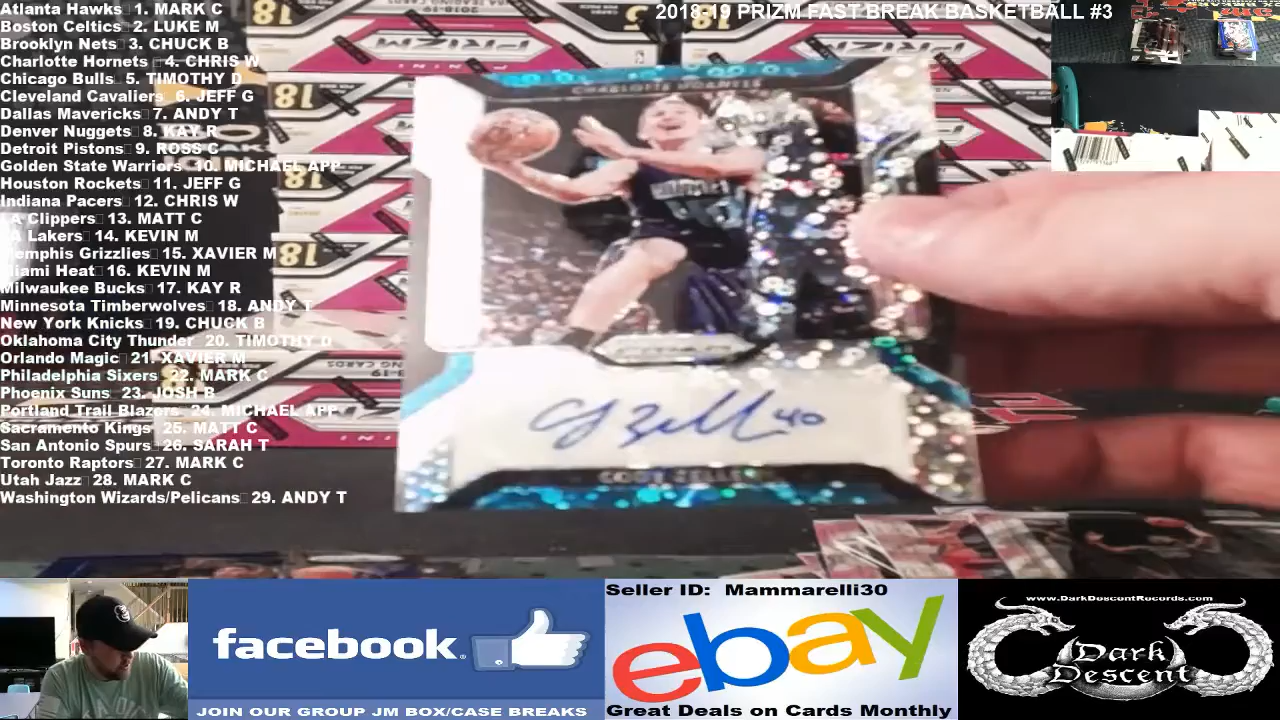 2018-19 PRIZM FAST BREAK BASKETBALL #3
Atlanta Hawks 1. MARK C
Boston Celtics 2. LUKE M
Brooklyn Nets 3. CHUCK B
Charlotte Hornets 4. CHRIS W
Chicago Bulls 5. TIMOTHY D
Cleveland Cavaliers 6. JEFF G
Dallas Mavericks 7. ANDY T
Denver Nuggets 8. KAY R
Detroit Pistons 9. ROSS C
Golden State Warriors 10. MICHAEL APP
Houston Rockets 11. JEFF G
Indiana Pacers 12. CHRIS W
LA Clippers 13. MATT C
LA Lakers 14. KEVIN M
Memphis Grizzlies 15. XAVIER M
Miami Heat 16. KEVIN M
Milwaukee Bucks 17. KAY R
Minnesota Timberwolves 18. ANDY T
New York Knicks 19. CHUCK B
Oklahoma City Thunder 20. TIMOTHY D
Orlando Magic 21. XAVIER M
Philadelphia Sixers 22. MARK C
Phoenix Suns 23. JOSH B
Portland Trail Blazers 24. MICHAEL APP
Sacramento Kings 25. MATT C
San Antonio Spurs 26. SARAH T
Toronto Raptors 27. MARK C
Utah Jazz 28. MARK C
Washington Wizards/Pelicans 29. ANDY T
PRIZM
PRIZM
18
18
18
18
CHARLOTTE HORNETS
40
CODY ZELLER
facebook
JOIN OUR GROUP JM BOX/CASE BREAKS
Seller ID: Mammarelli30
ebay
Great Deals on Cards Monthly
www.DarkDescentRecords.com
Dark
Descent